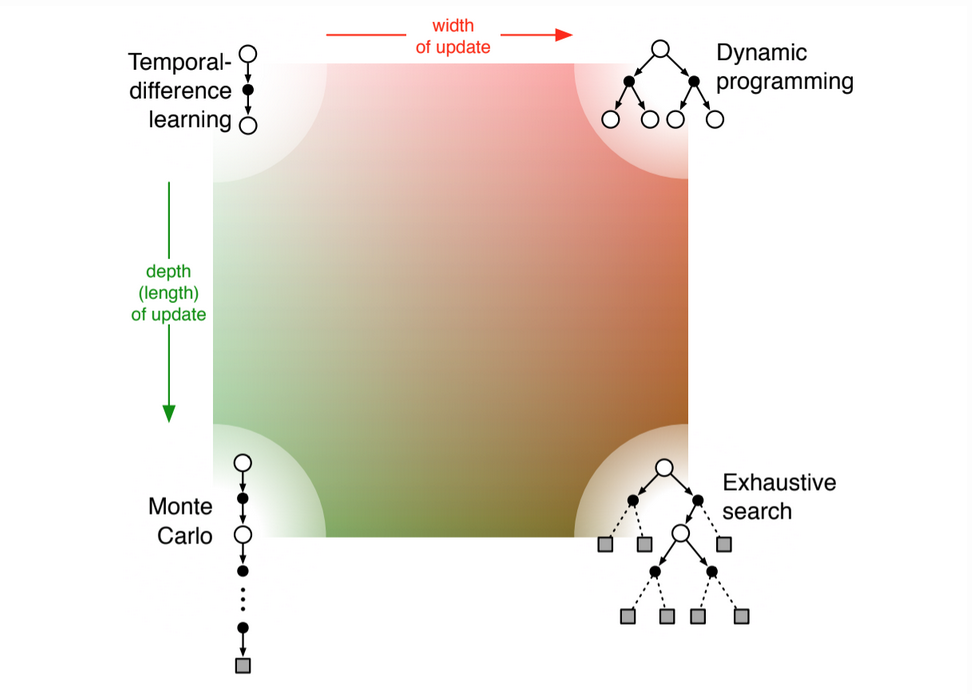 width
of update
Temporal-
difference
learning
Dynamic
programming
depth
(length)
of update
Monte
Carlo
Exhaustive
search